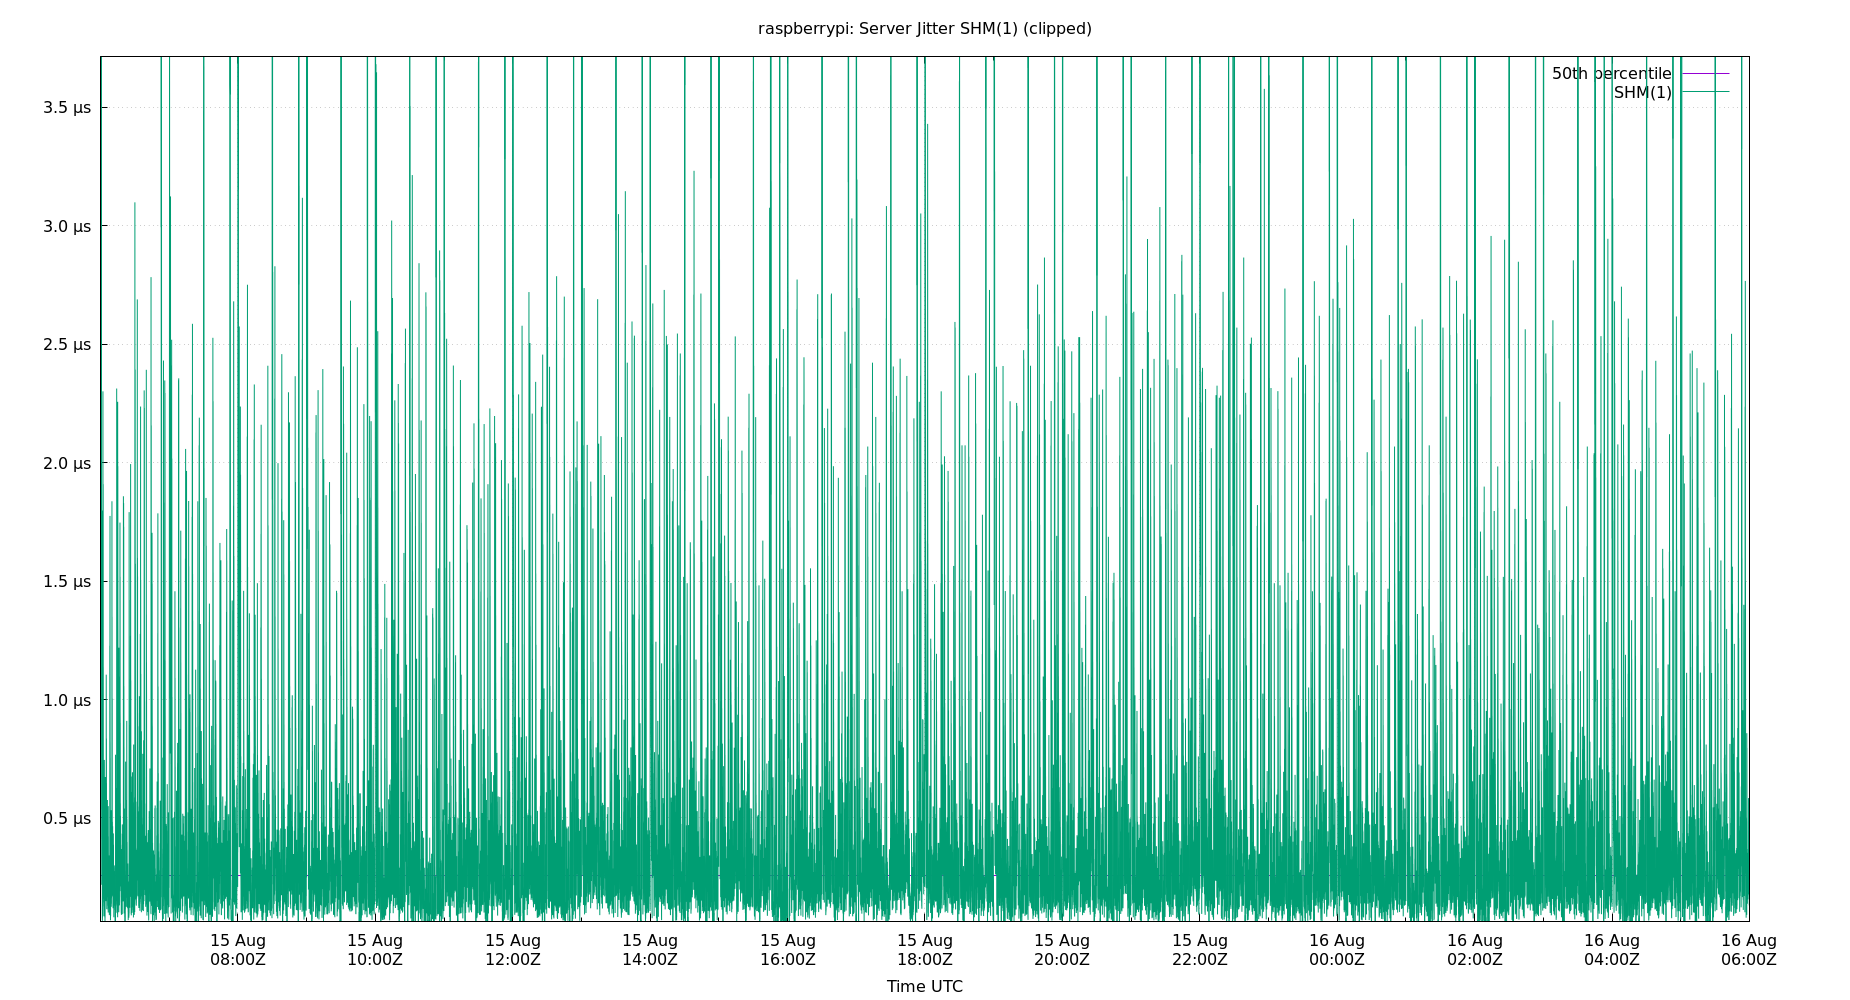 raspberrypi: Server Jitter SHM(1) (clipped)
50th percentile
SHM(1)
3.5 µs
3.0 µs
2.5 µs
2.0 µs
1.5 µs
1.0 µs
0.5 µs
15 Aug 15 Aug 15 Aug 15 Aug 15 Aug 15 Aug 15 Aug 15 Aug 16 Aug 16 Aug 16 Aug 16 Aug
08:00Z 10:00Z 12:00Z 14:00Z 16:00Z 18:00Z 20:00Z 22:00Z 00:00Z 02:00Z 04:00Z 06:00Z
Time UTC